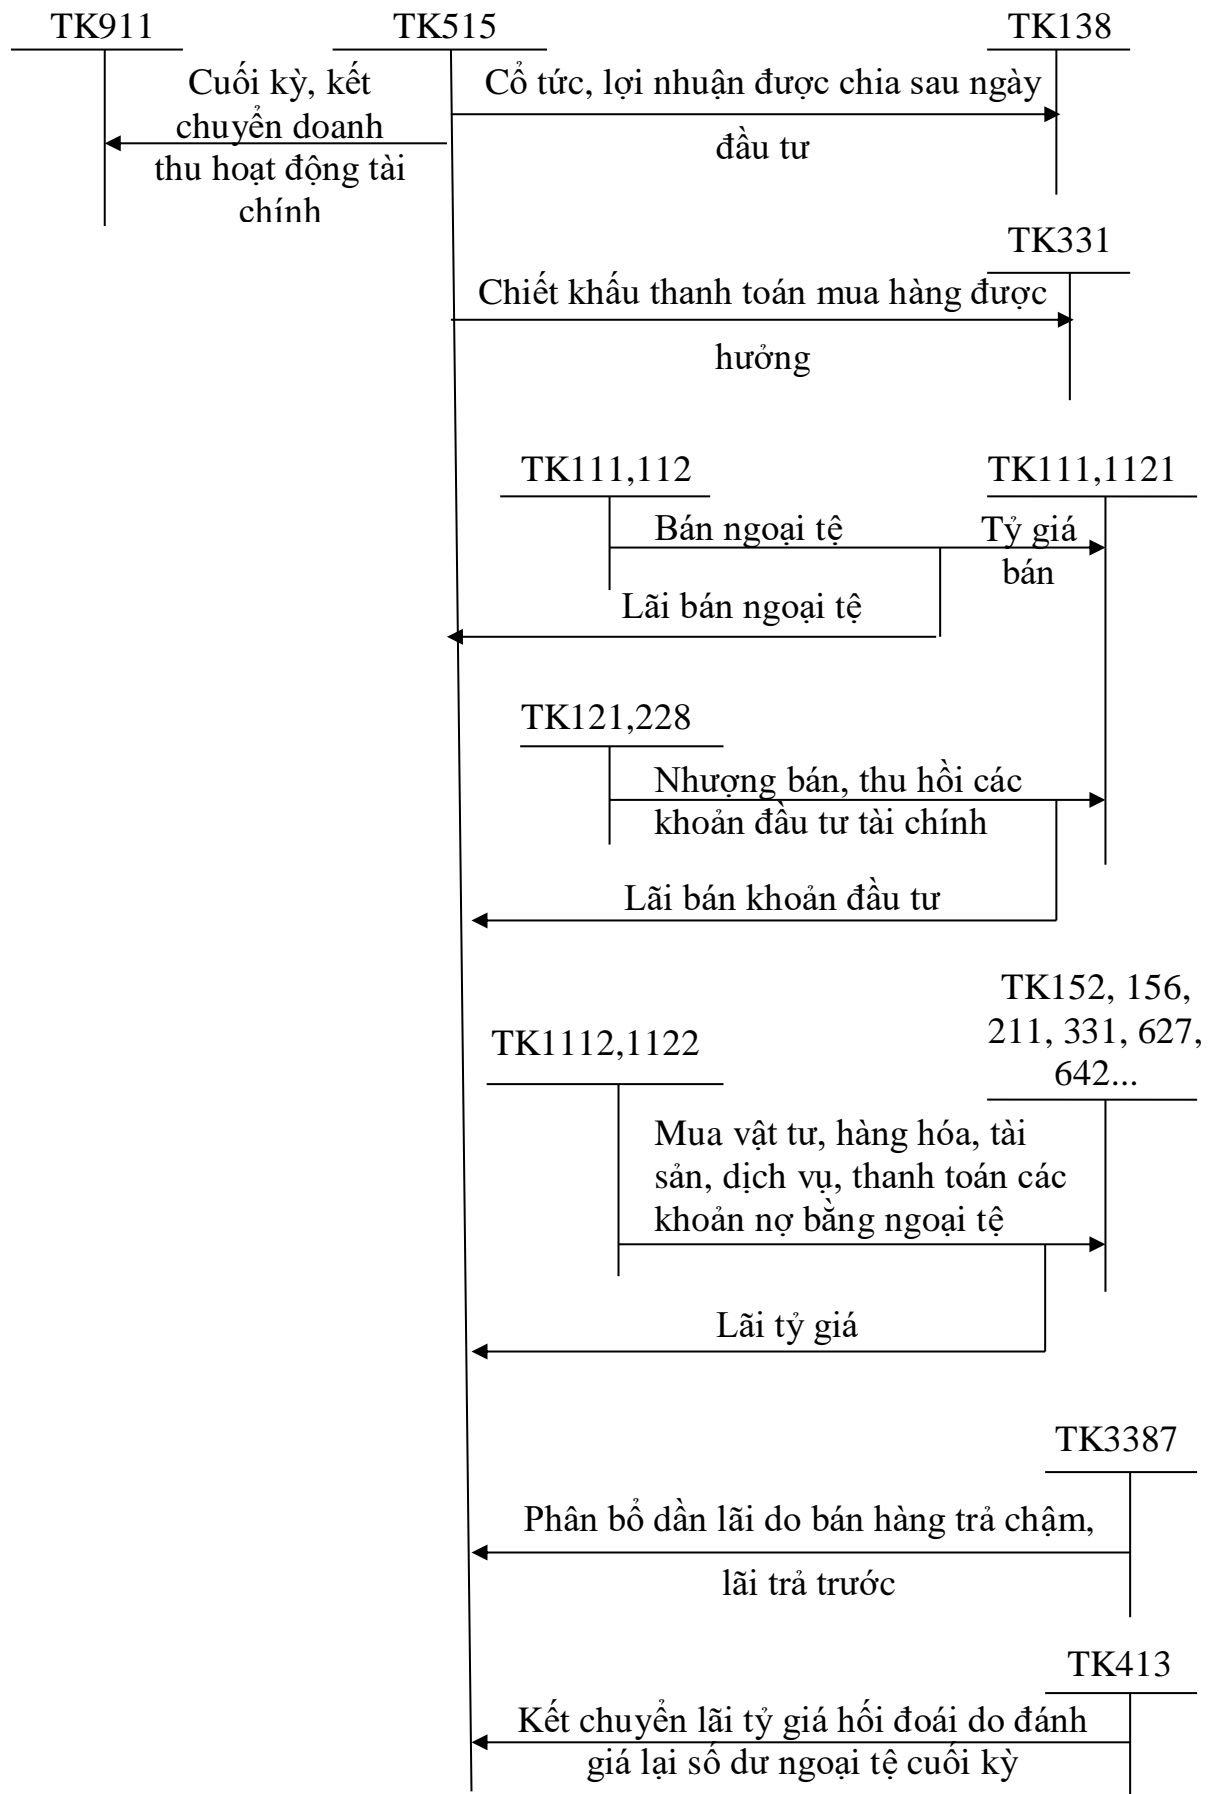 TK911
TK515
TK138
Cuối kỳ, kết
chuyển doanh
thu hoạt động tài
chính
Cổ tức, lợi nhuận được chia sau ngày
đầu tư
TK331
Chiết khấu thanh toán mua hàng được
hưởng
TK111,112
TK111,1121
Bán ngoại tệ
Tỷ giá
bán
Lãi bán ngoại tệ
TK121,228
Nhượng bán, thu hồi các
khoản đầu tư tài chính
Lãi bán khoản đầu tư
TK1112,1122
TK152, 156,
211, 331, 627,
642...
Mua vật tư, hàng hóa, tài
sản, dịch vụ, thanh toán các
khoản nợ bằng ngoại tệ
Lãi tỷ giá
TK3387
Phân bổ dần lãi do bán hàng trả chậm,
lãi trả trước
TK413
Kết chuyển lãi tỷ giá hối đoái do đánh
giá lại số dư ngoại tệ cuối kỳ